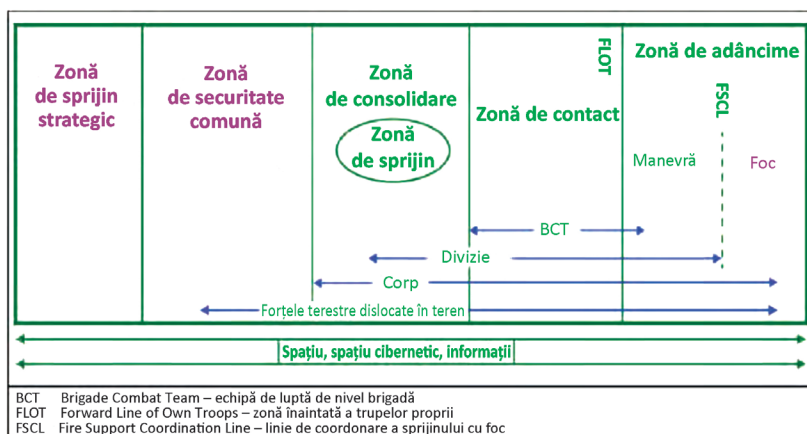 Zonă
de sprijin
strategic
Zonă
de securitate
comună
Zonă
de consolidare
Zonă
de sprijin
Zonă de contact
FLOT
Zonă de adâncime
FSCL
Manevră
Foc
BCT
Divizie
Corp
Forțele terestre dislocate în teren
Spațiu, spațiu cibernetic, informații
BCT Brigade Combat Team – echipă de luptă de nivel brigadă
FLOT Forward Line of Own Troops – zonă înaintată a trupelor proprii
FSCL Fire Support Coordination Line – linie de coordonare a sprijinului cu foc